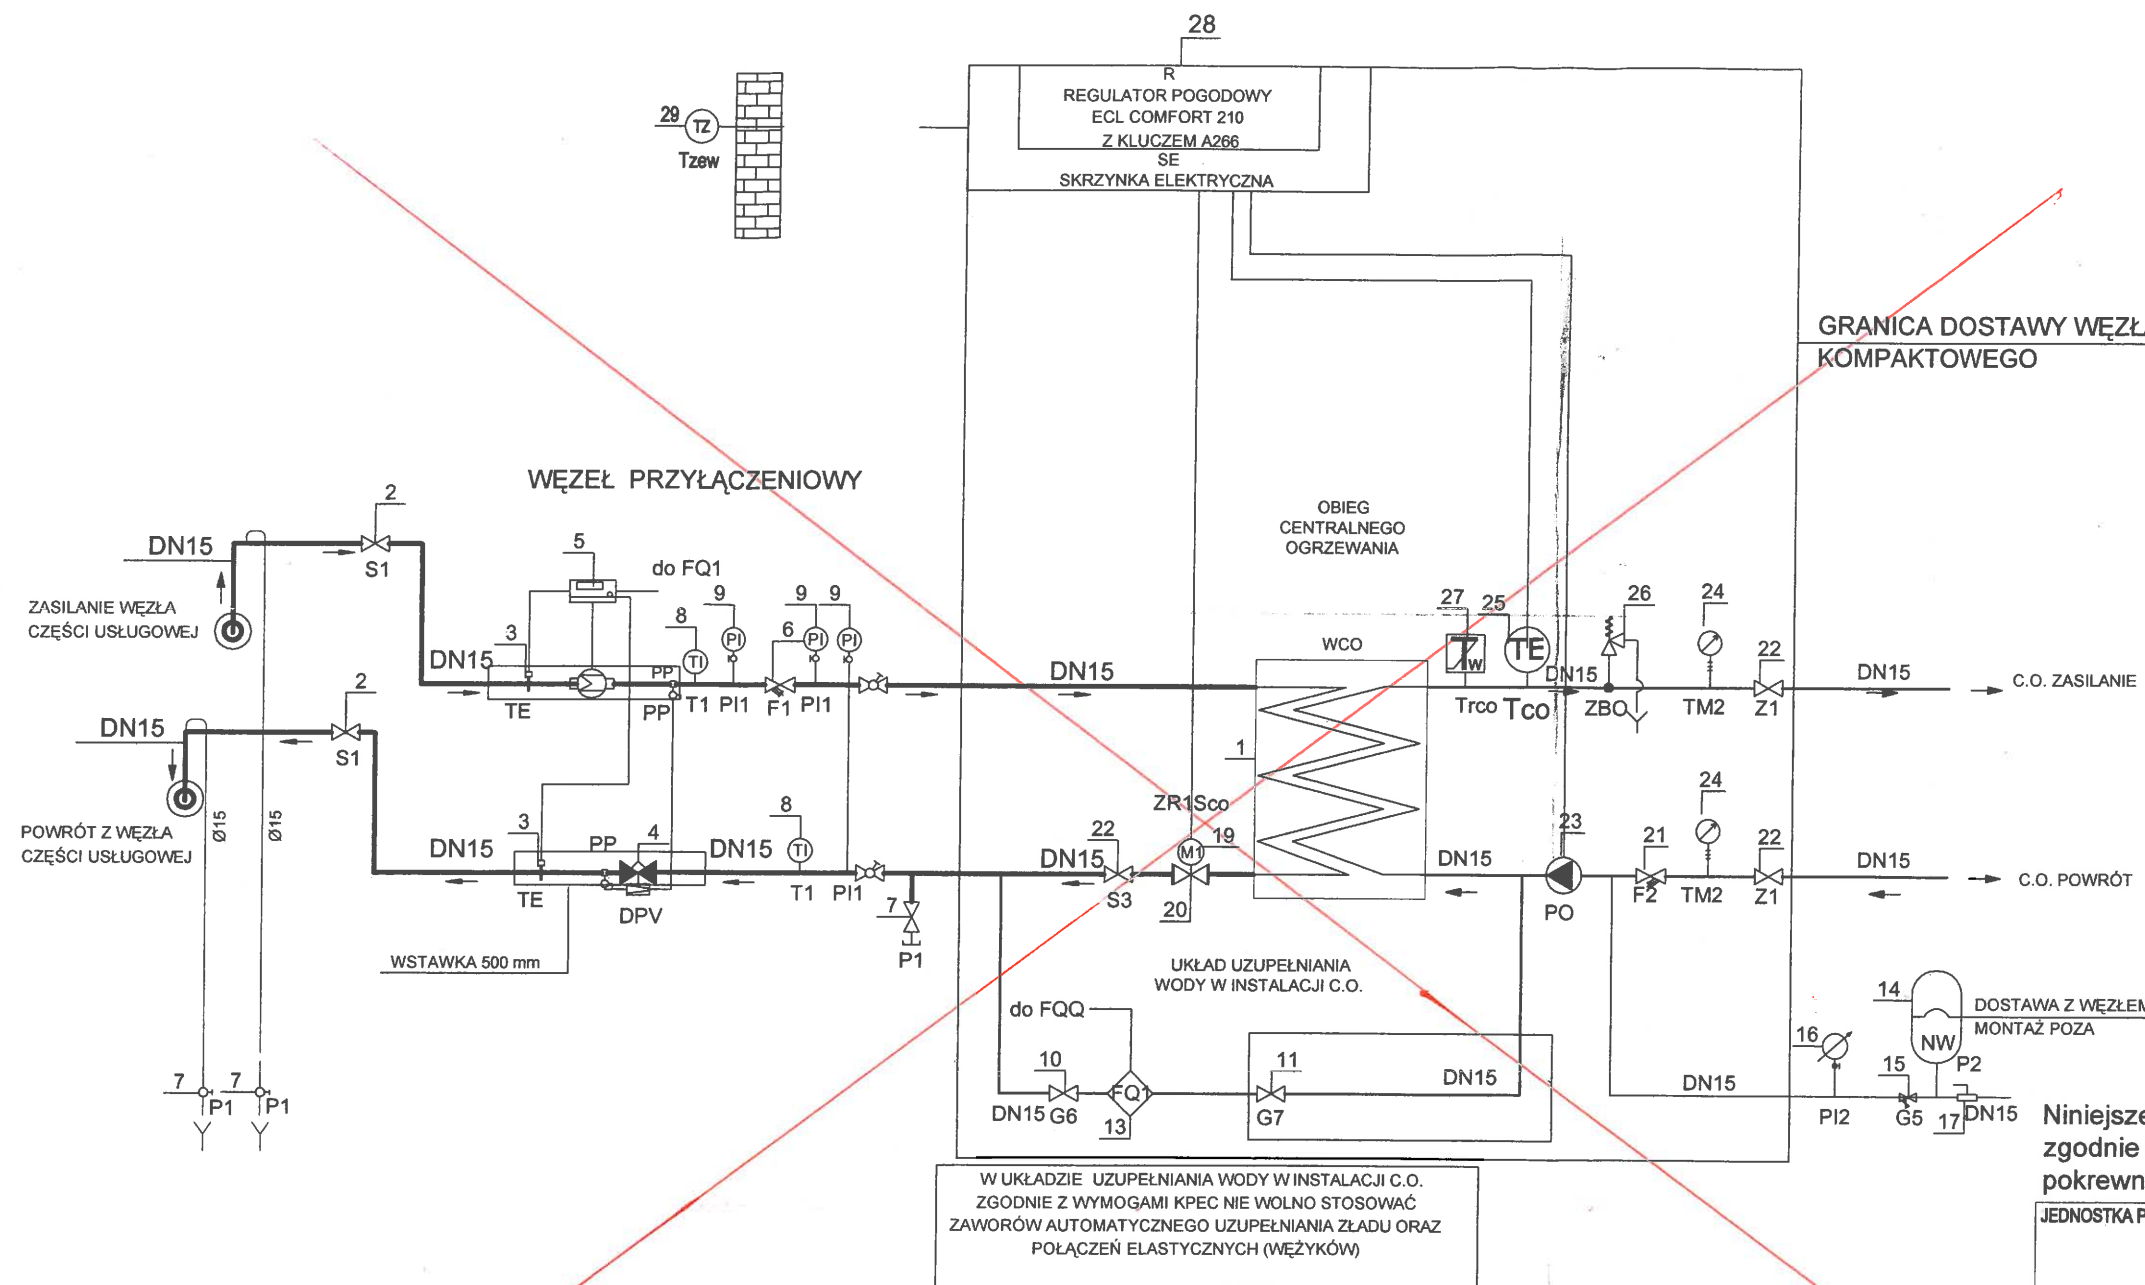 28
R
REGULATOR POGODOWY
ECL COMFORT 210
Z KLUCZEM A266
SE
SKRZYNKA ELEKTRYCZNA
29
TZ
Tzew
GRANICA DOSTAWY WĘZŁA
KOMPAKTOWEGO
WĘZEŁ PRZYŁĄCZENIOWY
OBIEG
CENTRALNEGO
OGRZEWANIA
2
DN15
S1
5
do FQ1
ZASILANIE WĘZŁA
CZĘŚCI USŁUGOWEJ
9 9 9
8 6 3
PI PI PI
TI
DN15
PP
TE PP T1 PI1 F1 PI1
DN15
WCO
27 25 26 24 22
TW TE
DN15
DN15
C.O. ZASILANIE
Trco Tco ZBO TM2 Z1
2
DN15
S1
1
ZR1Sco
POWRÓT Z WĘZŁA
CZĘŚCI USŁUGOWEJ
Ø15
Ø15
DN15
3
PP
4
DN15
8
TI
TE
DPV
T1 PI1
7
P1
22
DN15
S3
M1
19
20
DN15
23
PO
21
F2
24
TM2
22
Z1
DN15
C.O. POWRÓT
WSTAWKA 500 mm
UKŁAD UZUPEŁNIANIA
WODY W INSTALACJI C.O.
do FQQ
10
DN15 G6
FQ1
13
11
G7
DN15
DN15
16
PI2
14
NW
DOSTAWA Z WĘZŁEM
MONTAŻ POZA
P2
15
G5
17
DN15
7
P1
7
P1
Niniejsze
zgodnie
pokrewn
JEDNOSTKA P
W UKŁADZIE UZUPEŁNIANIA WODY W INSTALACJI C.O.
ZGODNIE Z WYMOGAMI KPEC NIE WOLNO STOSOWAĆ
ZAWORÓW AUTOMATYCZNEGO UZUPEŁNIANIA ZŁADU ORAZ
POŁĄCZEŃ ELASTYCZNYCH (WĘŻYKÓW)